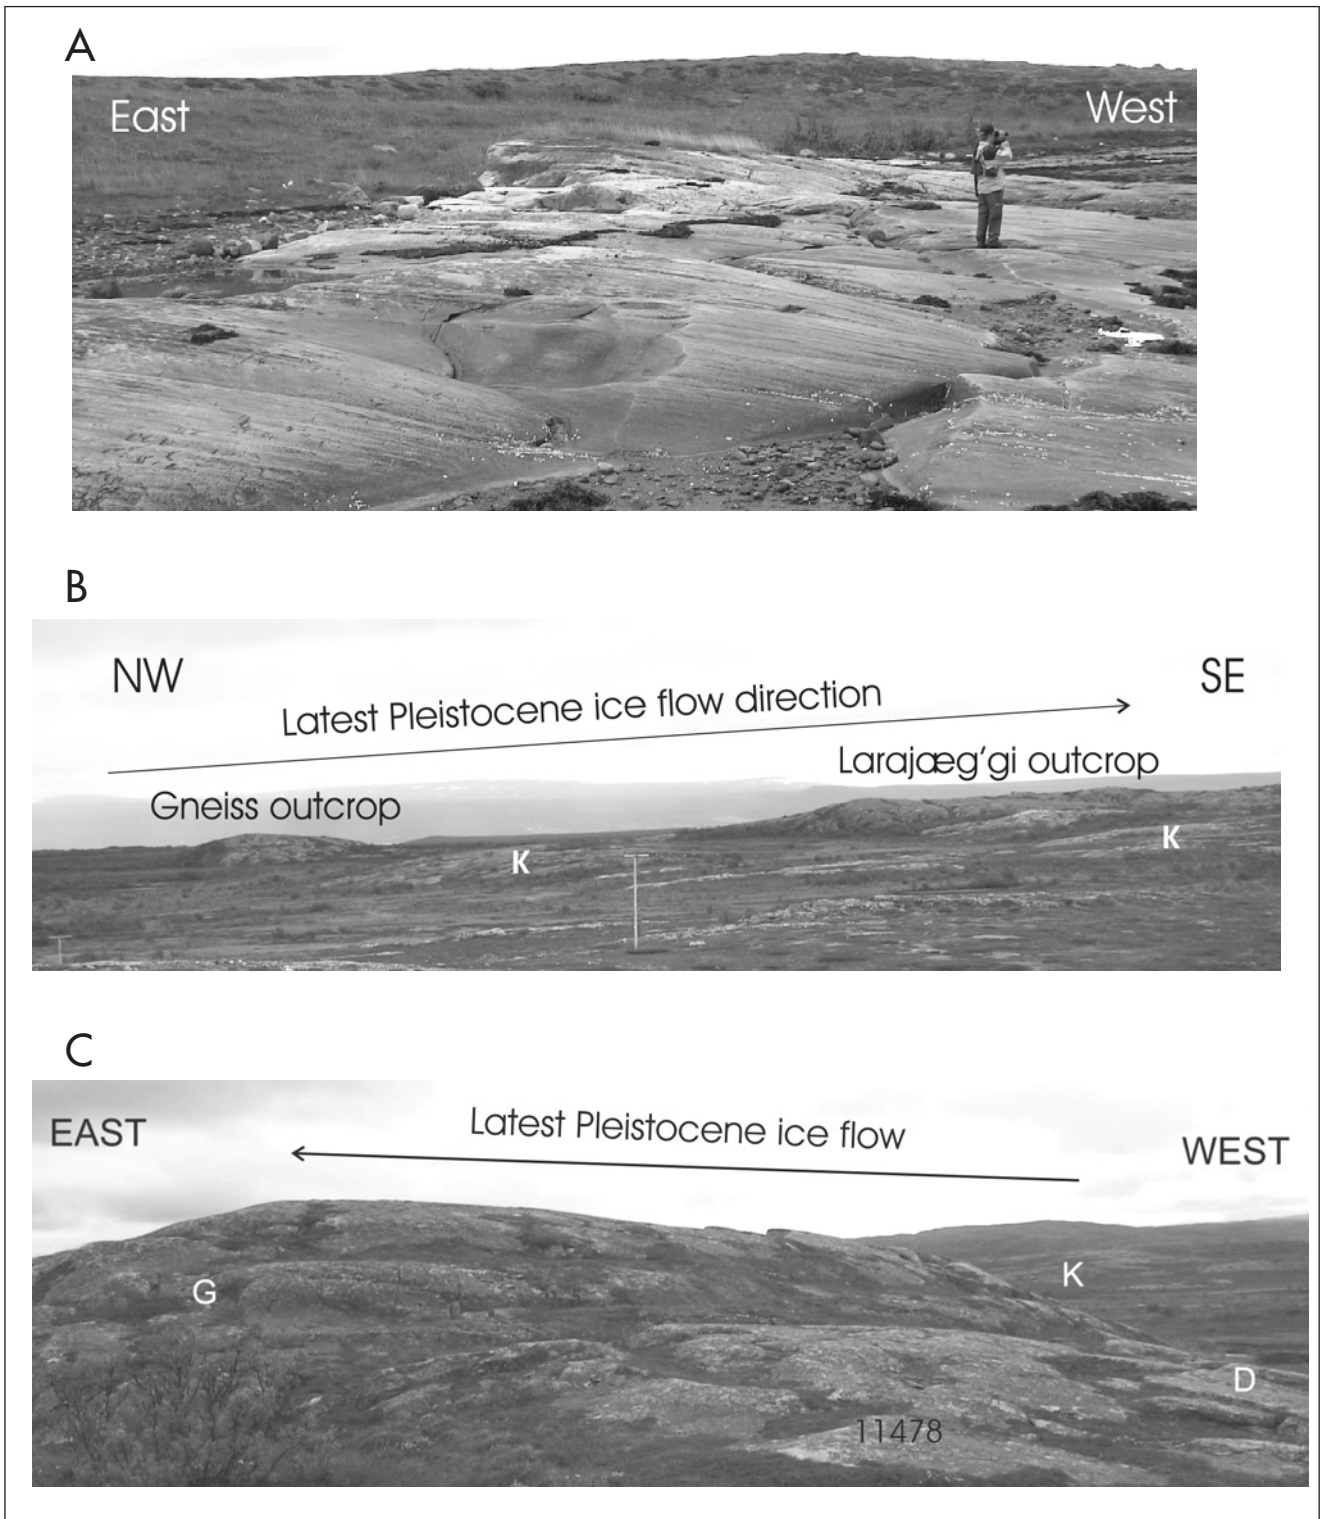 A
East
West
B
NW
SE
Latest Pleistocene ice flow direction
Larajæg'gi outcrop
Gneiss outcrop
K
K
C
EAST
Latest Pleistocene ice flow
WEST
G
K
D
11478